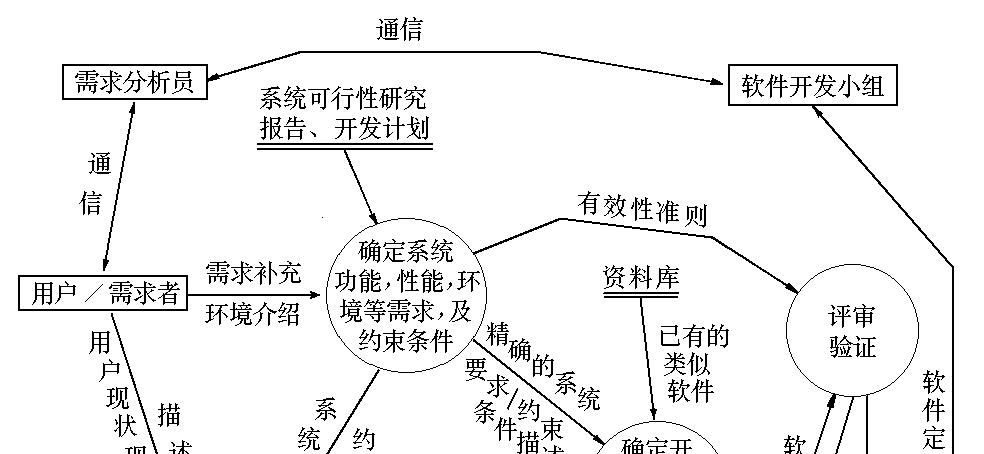 通信
需求分析员
软件开发小组
系统可行性研究
报告、开发计划
通信
有效性准则
用户／需求者
需求补充
环境介绍
确定系统
功能,性能,环
境等需求,及
约束条件
资料库
已有的
类似
软件
评审
验证
精确的系统
要求/约束
条件描述
用户现状
描述
系统
约
确定开
软
软件定